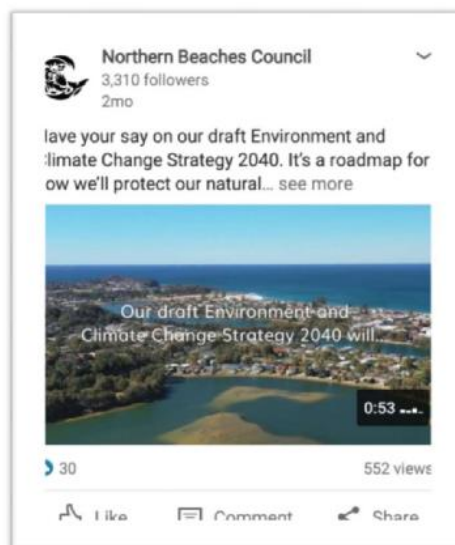 Northern Beaches Council
3,310 followers
2mo
lave your say on our draft Environment and
limate Change Strategy 2040. It's a roadmap for
ow we'll protect our natural... see more
Our draft Environment and
Climate Change Strategy 2040 will...
0:53
30
552 views
Like Comment Share